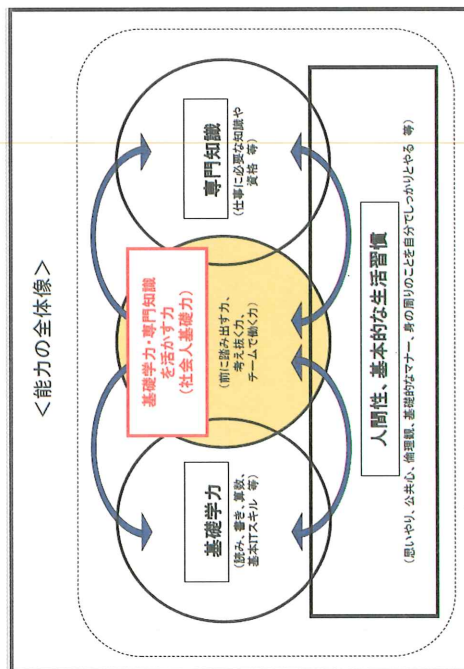 ＜能力の全体像＞
基礎学力
(読み、書き、算数、
基本ITスキル　等)
基礎学力・専門知識
を活かす力
(社会人基礎力)
(前に踏み出す力、
考え抜く力、
チームで働く力)
専門知識
(仕事に必要な知識や
資格　等)
人間性、基本的な生活習慣
(思いやり、公共心、倫理観、基礎的なマナー、身の周りのことを自分でしっかりとやる　等)